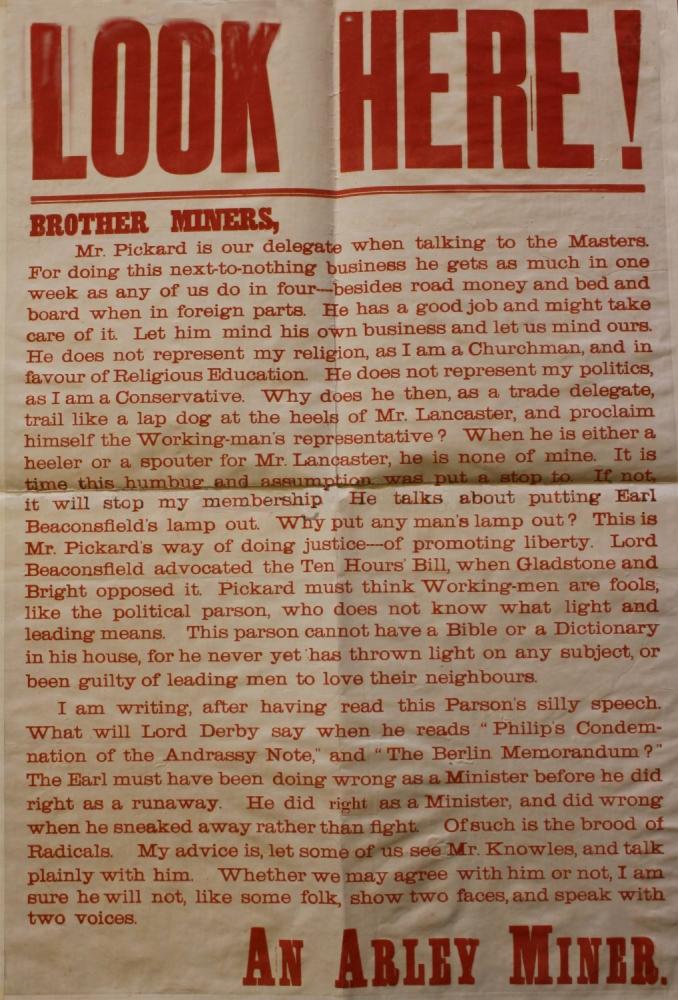 LOOK HERE!
BROTHER MINERS,
Mr. Pickard is our delegate when talking to the Masters.
For doing this next-to-nothing business he gets as much in one
week as any of us do in four—besides road money and bed and
board when in foreign parts. He has a good job and might take
care of it. Let him mind his own business and let us mind ours.
He does not represent my religion, as I am a Churchman, and in
favour of Religious Education. He does not represent my politics,
as I am a Conservative. Why does he then, as a trade delegate,
trail like a lap dog at the heels of Mr. Lancaster, and proclaim
himself the Working-man's representative? When he is either a
heeler or a spouter for Mr. Lancaster, he is none of mine. It is
time this humbug and assumption was put a stop to. If not,
it will stop my membership. He talks about putting Earl
Beaconsfield's lamp out. Why put any man's lamp out? This is
Mr. Pickard's way of doing justice—of promoting liberty. Lord
Beaconsfield advocated the Ten Hours' Bill, when Gladstone and
Bright opposed it. Pickard must think Working-men are fools,
like the political parson, who does not know what light and
leading means. This parson cannot have a Bible or a Dictionary
in his house, for he never yet has thrown light on any subject, or
been guilty of leading men to love their neighbours.
I am writing, after having read this Parson's silly speech.
What will Lord Derby say when he reads "Philip's Condem-
nation of the Andrassy Note," and "The Berlin Memorandum?"
The Earl must have been doing wrong as a Minister before he did
right as a runaway. He did right as a Minister, and did wrong
when he sneaked away rather than fight. Of such is the brood of
Radicals. My advice is, let some of us see Mr. Knowles, and talk
plainly with him. Whether we may agree with him or not, I am
sure he will not, like some folk, show two faces, and speak with
two voices.
AN ARLEY MINER.